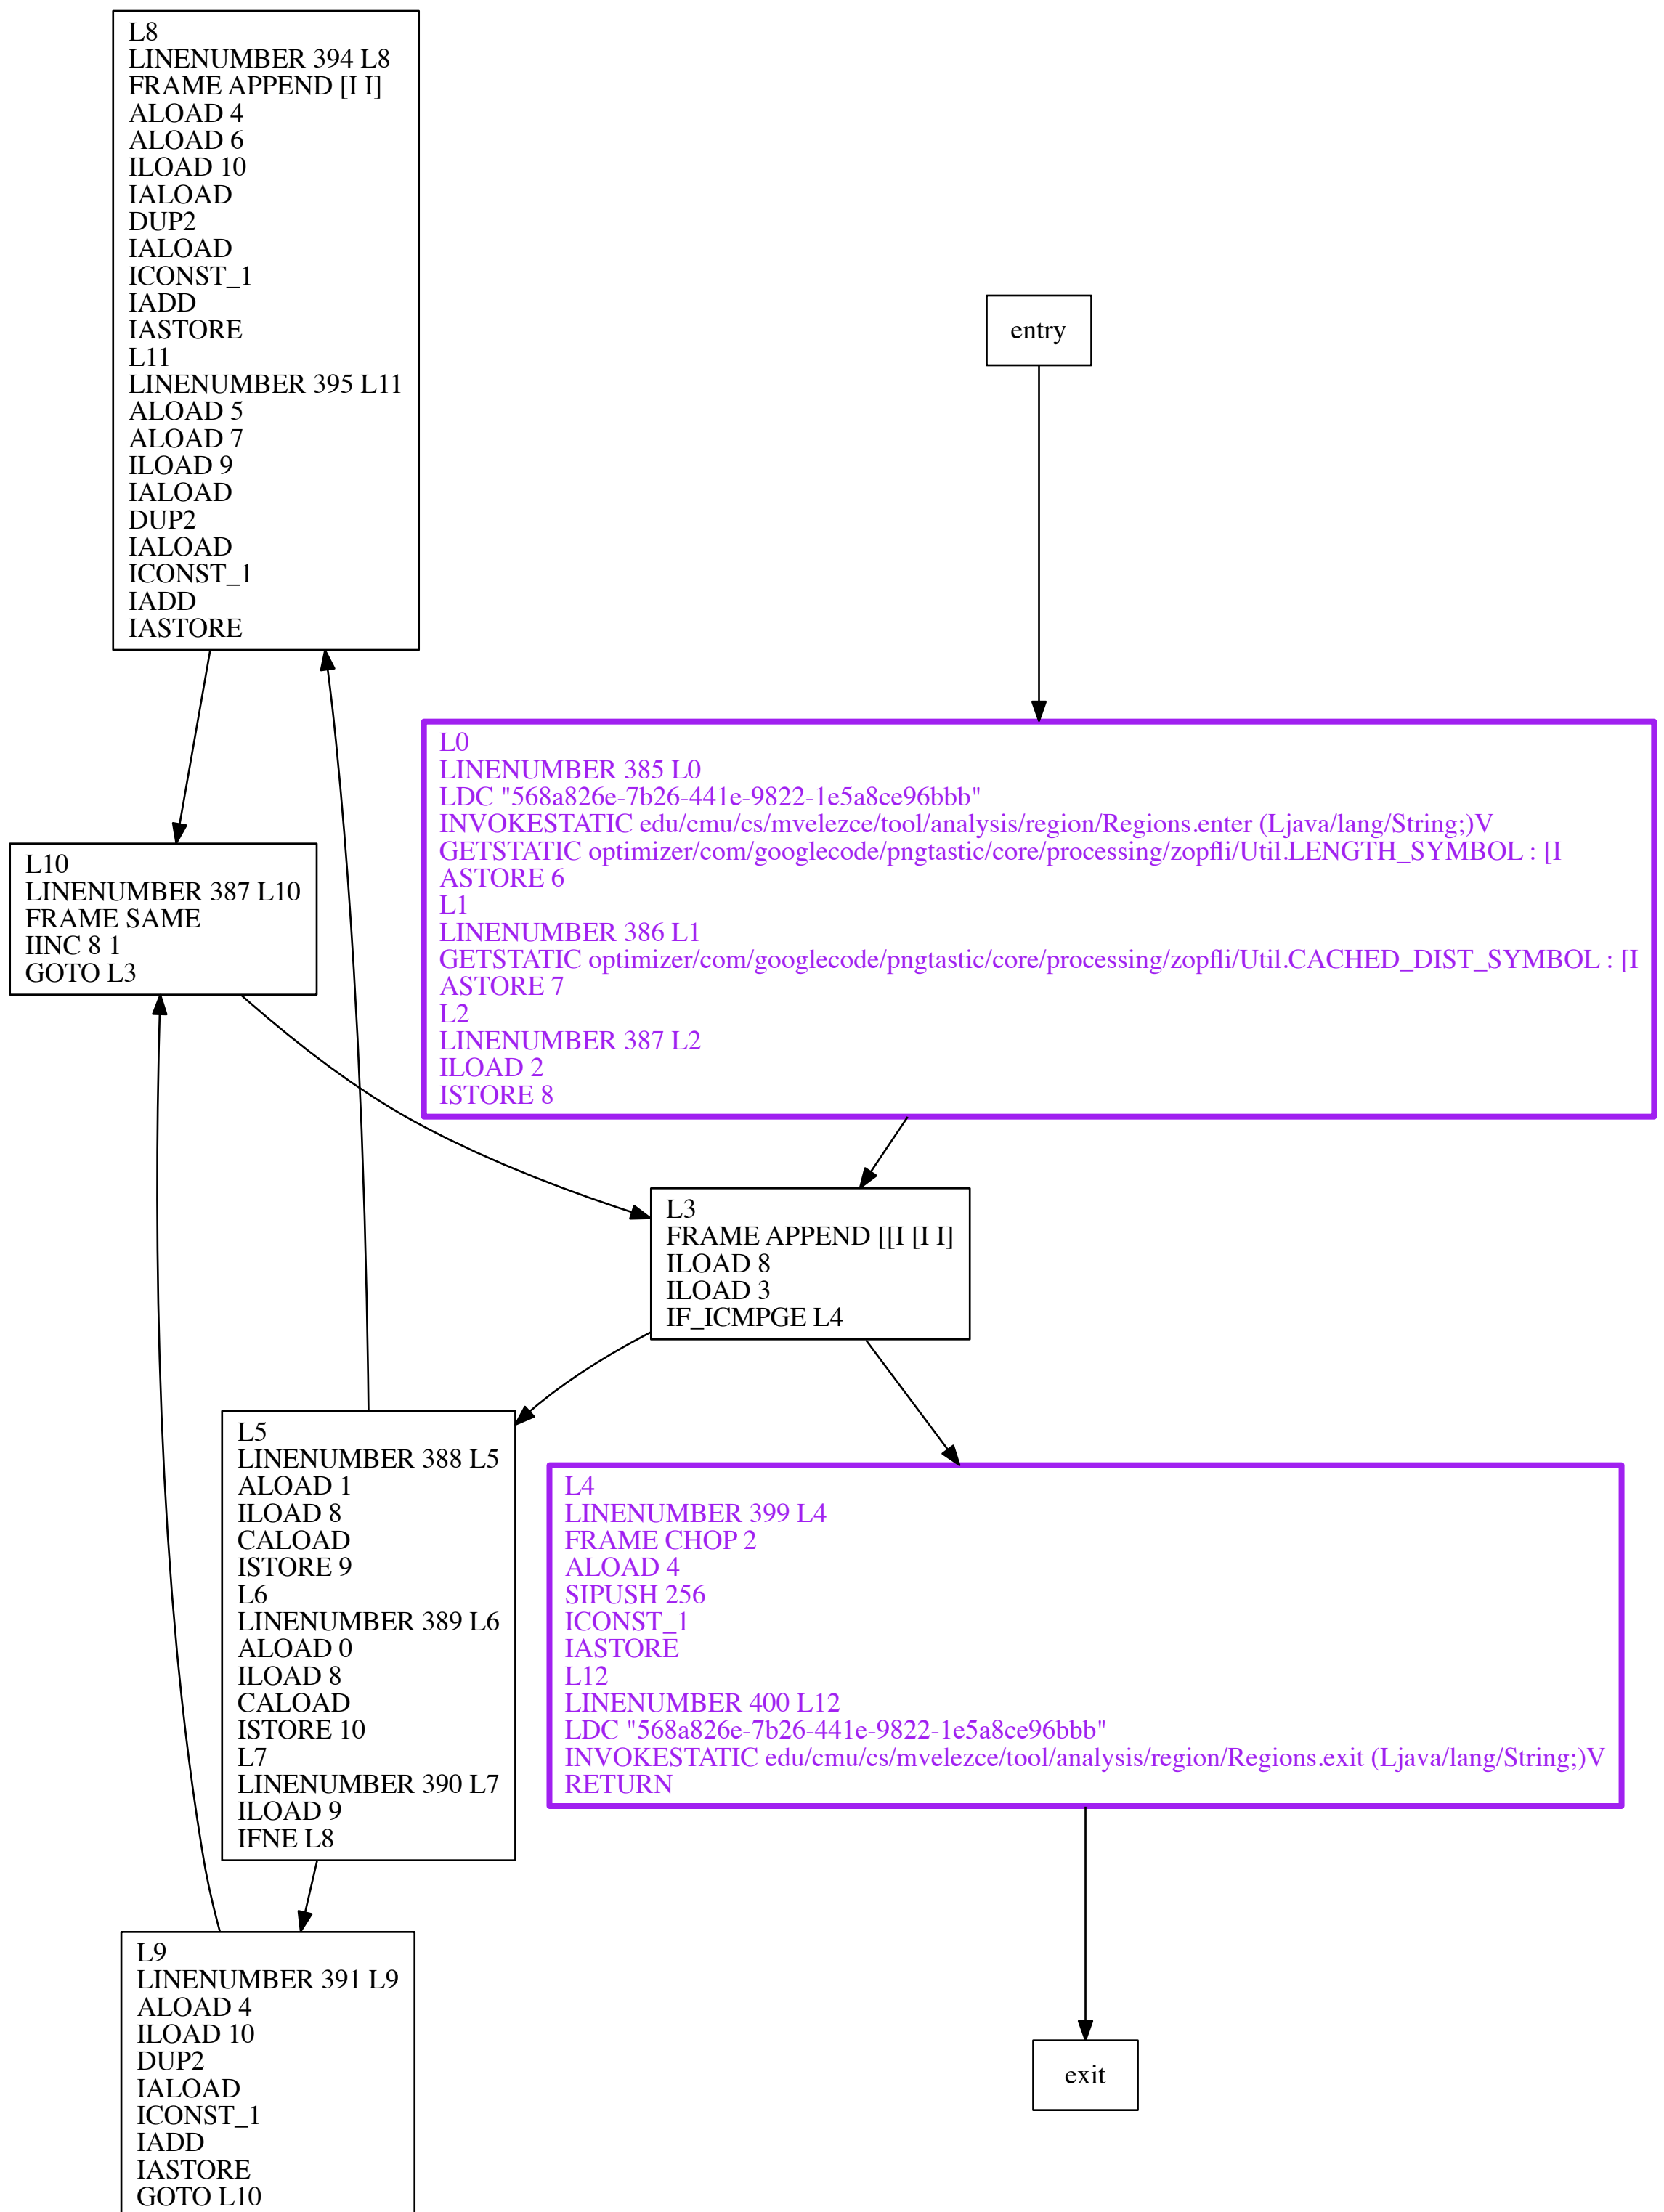 L8
LINENUMBER 394 L8
FRAME APPEND [I I]
ALOAD 4
ALOAD 6
ILOAD 10
IALOAD
DUP2
IALOAD
ICONST_1
IADD
IASTORE
L11
LINENUMBER 395 L11
ALOAD 5
ALOAD 7
ILOAD 9
IALOAD
DUP2
IALOAD
ICONST_1
IADD
IASTORE
entry
L0
LINENUMBER 385 L0
LDC "568a826e-7b26-441e-9822-1e5a8ce96bbb"
INVOKESTATIC edu/cmu/cs/mvelezce/tool/analysis/region/Regions.enter (Ljava/lang/String;)V
GETSTATIC optimizer/com/googlecode/pngtastic/core/processing/zopfli/Util.LENGTH_SYMBOL : [I
ASTORE 6
L1
LINENUMBER 386 L1
GETSTATIC optimizer/com/googlecode/pngtastic/core/processing/zopfli/Util.CACHED_DIST_SYMBOL : [I
ASTORE 7
L2
LINENUMBER 387 L2
ILOAD 2
ISTORE 8
L10
LINENUMBER 387 L10
FRAME SAME
IINC 8 1
GOTO L3
L3
FRAME APPEND [[I [I I]
ILOAD 8
ILOAD 3
IF_ICMPGE L4
L5
LINENUMBER 388 L5
ALOAD 1
ILOAD 8
CALOAD
ISTORE 9
L6
LINENUMBER 389 L6
ALOAD 0
ILOAD 8
CALOAD
ISTORE 10
L7
LINENUMBER 390 L7
ILOAD 9
IFNE L8
L4
LINENUMBER 399 L4
FRAME CHOP 2
ALOAD 4
SIPUSH 256
ICONST_1
IASTORE
L12
LINENUMBER 400 L12
LDC "568a826e-7b26-441e-9822-1e5a8ce96bbb"
INVOKESTATIC edu/cmu/cs/mvelezce/tool/analysis/region/Regions.exit (Ljava/lang/String;)V
RETURN
L9
LINENUMBER 391 L9
ALOAD 4
ILOAD 10
DUP2
IALOAD
ICONST_1
IADD
IASTORE
GOTO L10
exit